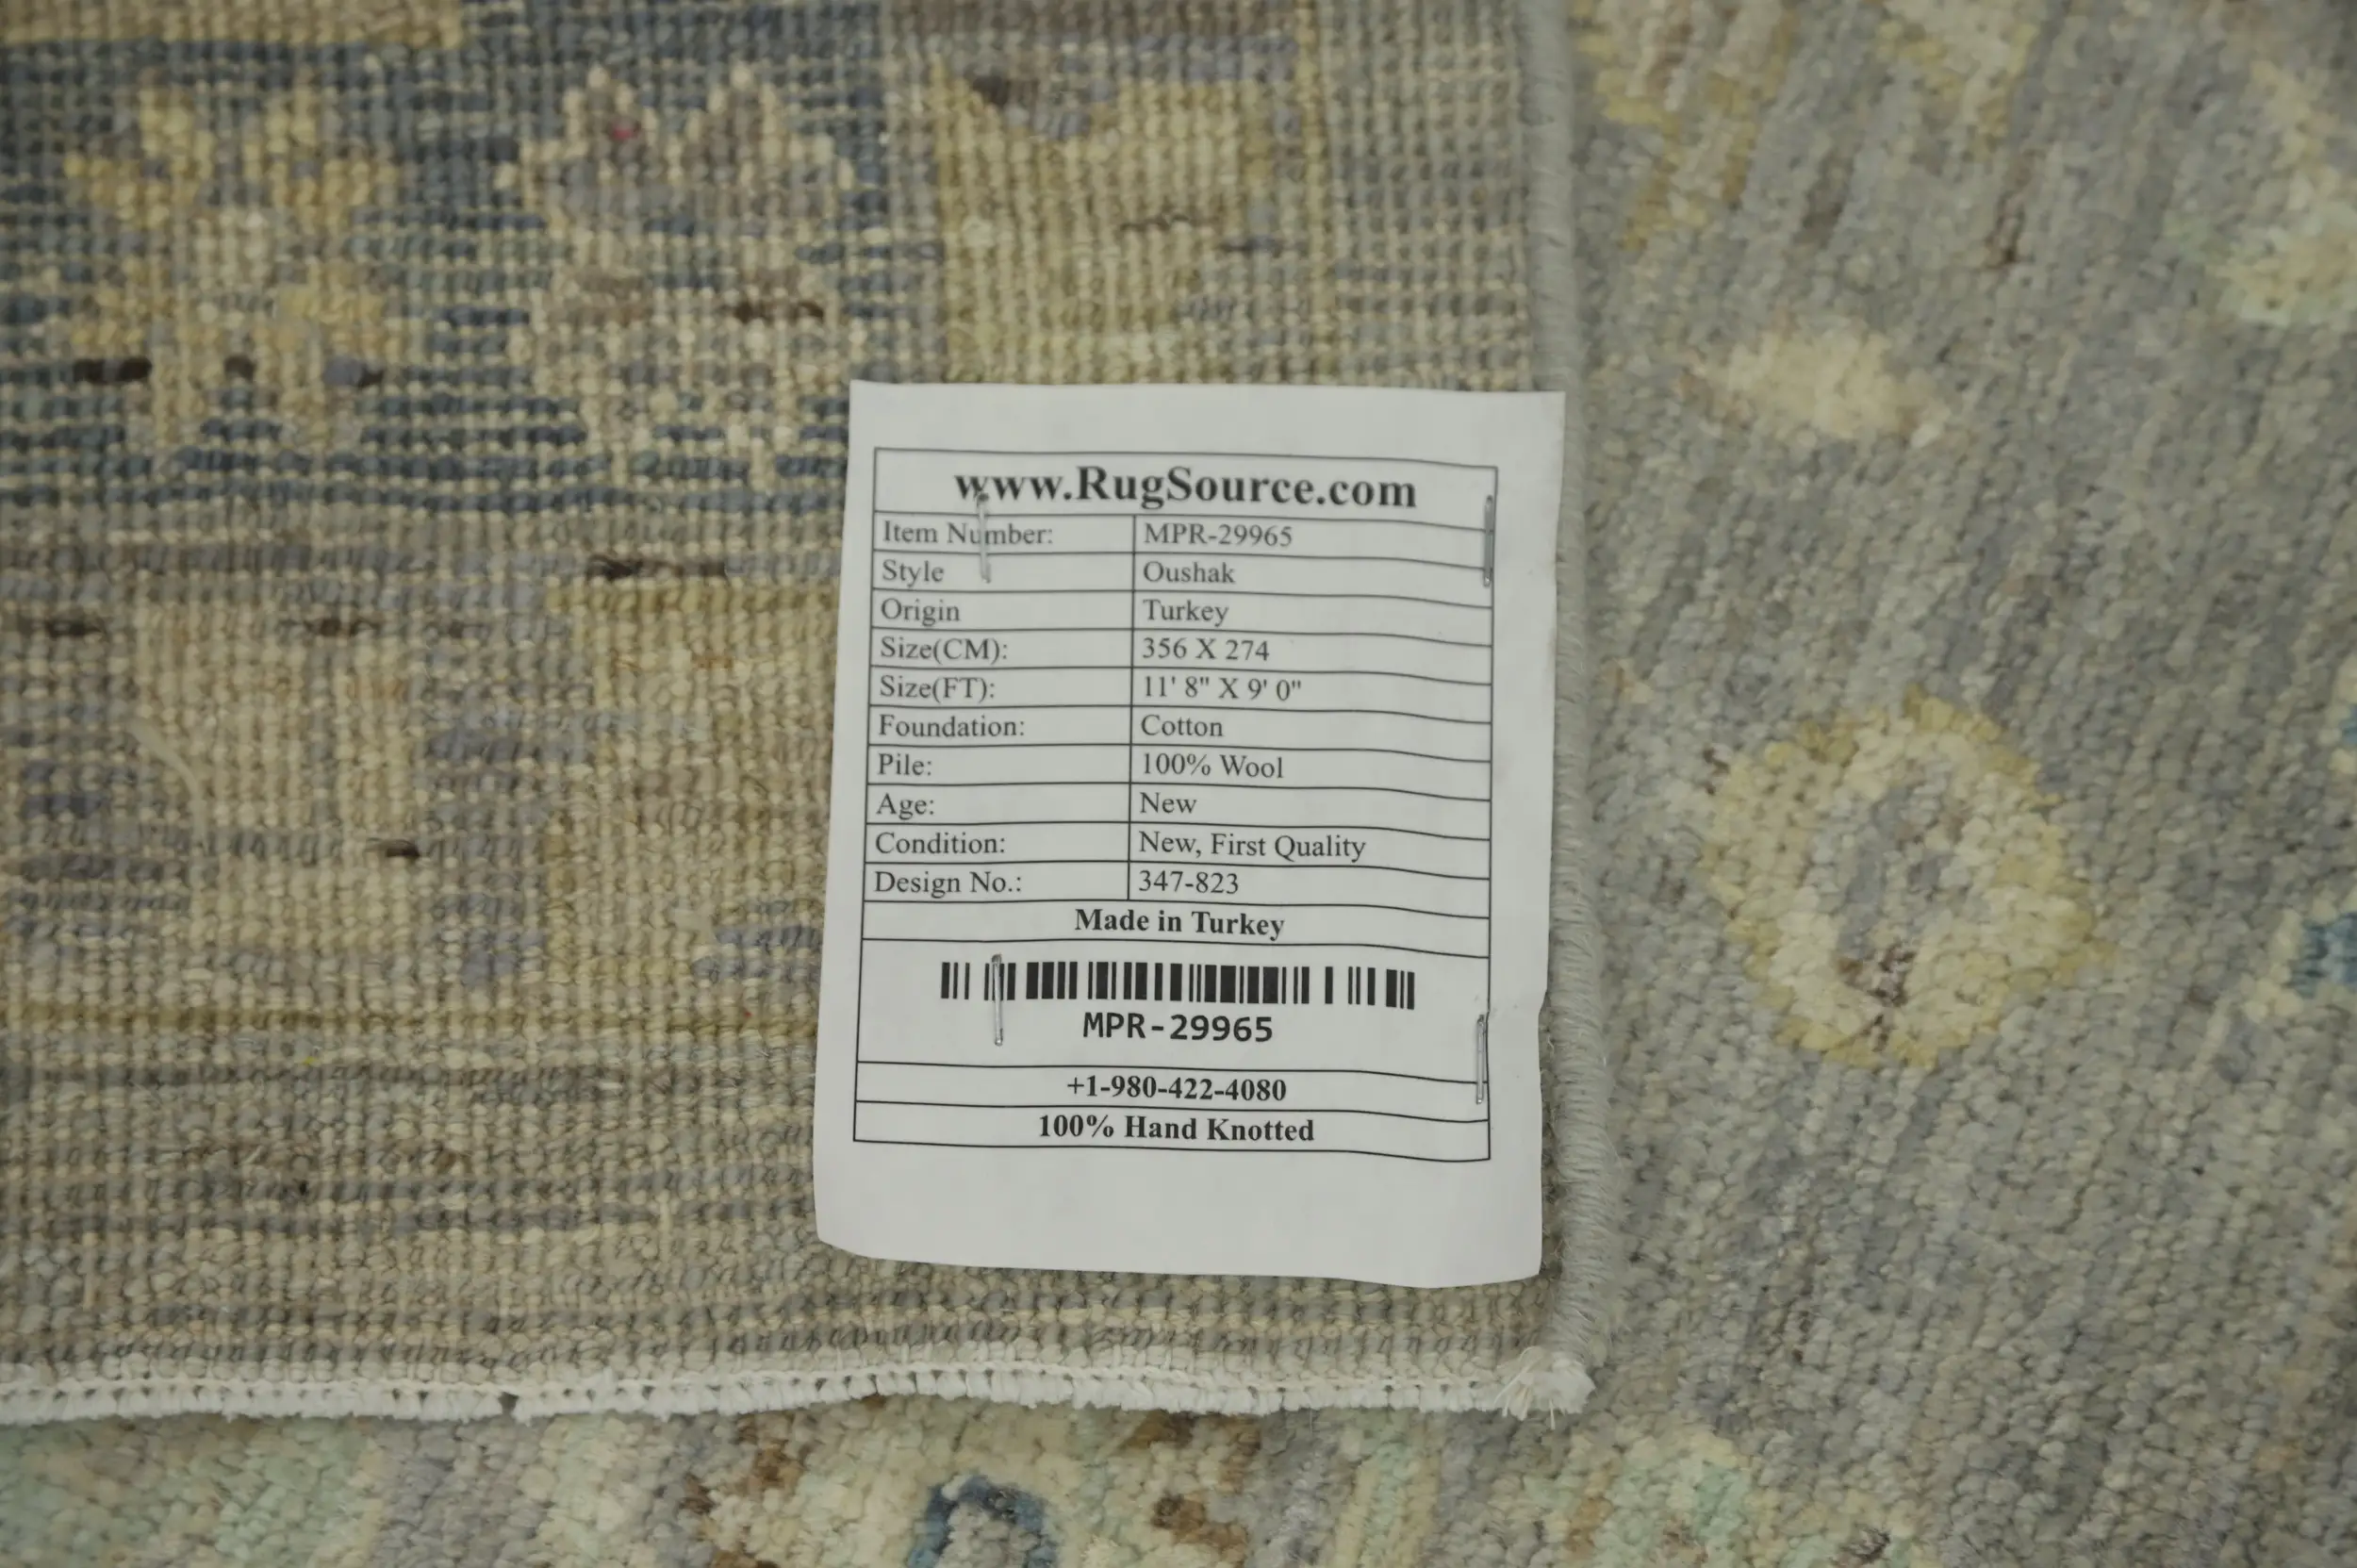 www.RugSource.com
Item Number: MPR-29965
Style Oushak
Origin Turkey
Size(CM): 356 X 274
Size(FT): 11' 8" X 9' 0"
Foundation: Cotton
Pile: 100% Wool
Age: New
Condition: New, First Quality
Design No.: 347-823
Made in Turkey
MPR-29965
+1-980-422-4080
100% Hand Knotted